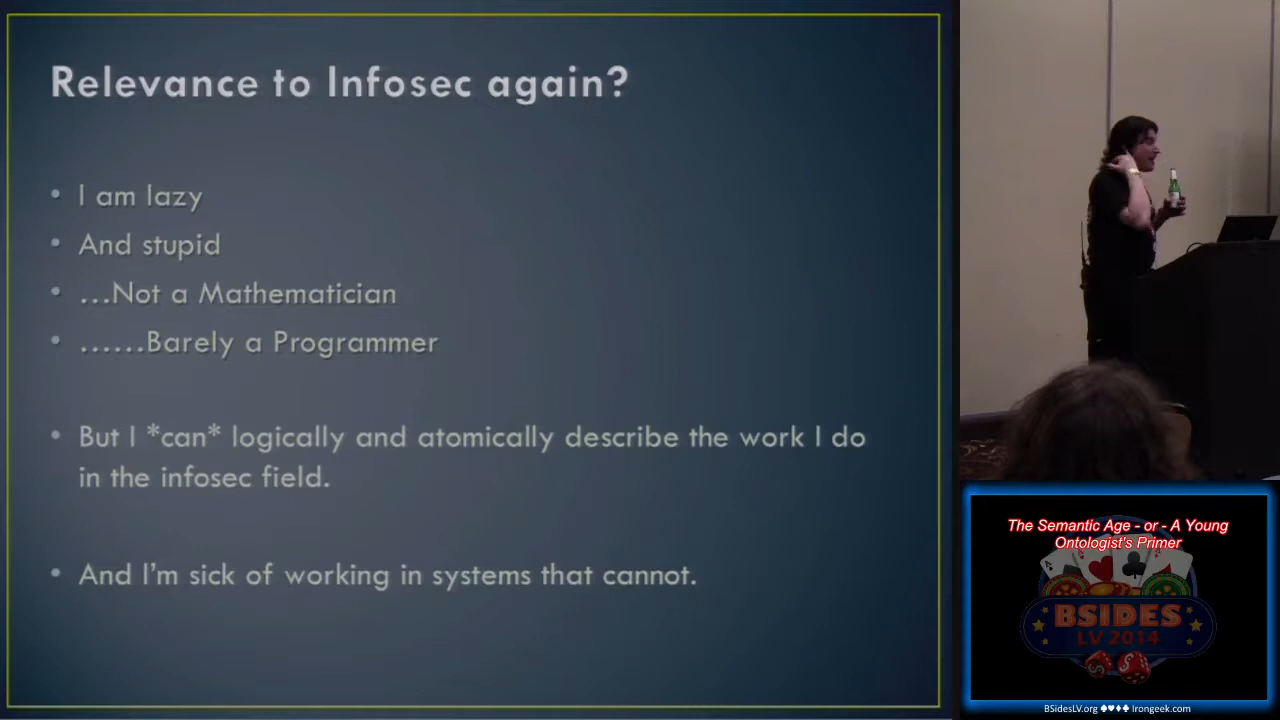 Relevance to Infosec again?
• I am lazy
• And stupid
• ...Not a Mathematician
• ......Barely a Programmer
• But I *can* logically and atomically describe the work I do
in the infosec field.
• And I'm sick of working in systems that cannot.
The Semantic Age - or - A Young
Ontologist's Primer
BSIDES
LV 2014
BSidesLV.org ♠♥♦♣ Irongeek.com